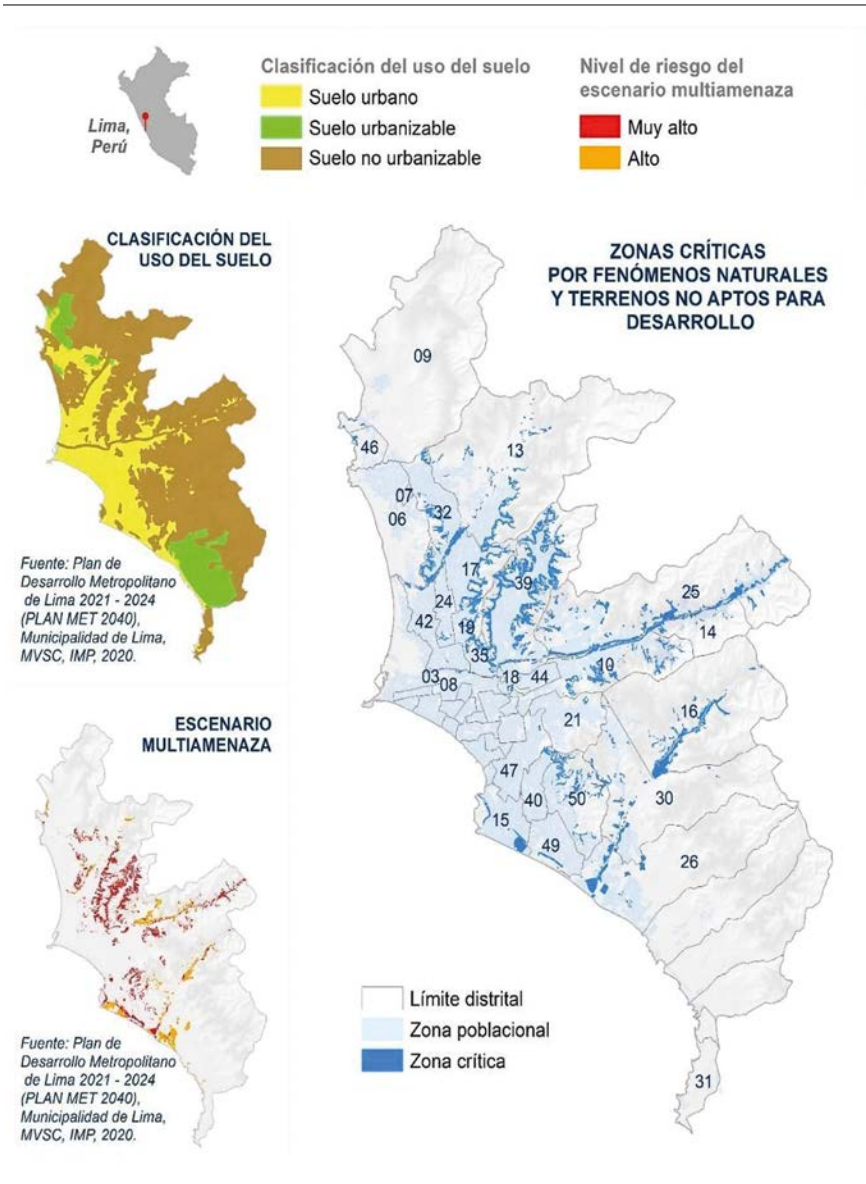 Lima,
Perú
Clasificación del uso del suelo
Suelo urbano
Suelo urbanizable
Suelo no urbanizable
Nivel de riesgo del
escenario multiamenaza
Muy alto
Alto
CLASIFICACIÓN DEL
USO DEL SUELO
Fuente: Plan de
Desarrollo Metropolitano
de Lima 2021 - 2024
(PLAN MET 2040),
Municipalidad de Lima,
MVSC, IMP, 2020.
ESCENARIO
MULTIAMENAZA
Fuente: Plan de
Desarrollo Metropolitano
de Lima 2021 - 2024
(PLAN MET 2040),
Municipalidad de Lima,
MVSC, IMP, 2020.
ZONAS CRÍTICAS
POR FENÓMENOS NATURALES
Y TERRENOS NO APTOS PARA
DESARROLLO
09
46
13
07
06
32
17
39
25
24
42
19
14
35
10
03
08
18
44
21
16
47
40
50
30
15
49
26
31
Límite distrital
Zona poblacional
Zona crítica